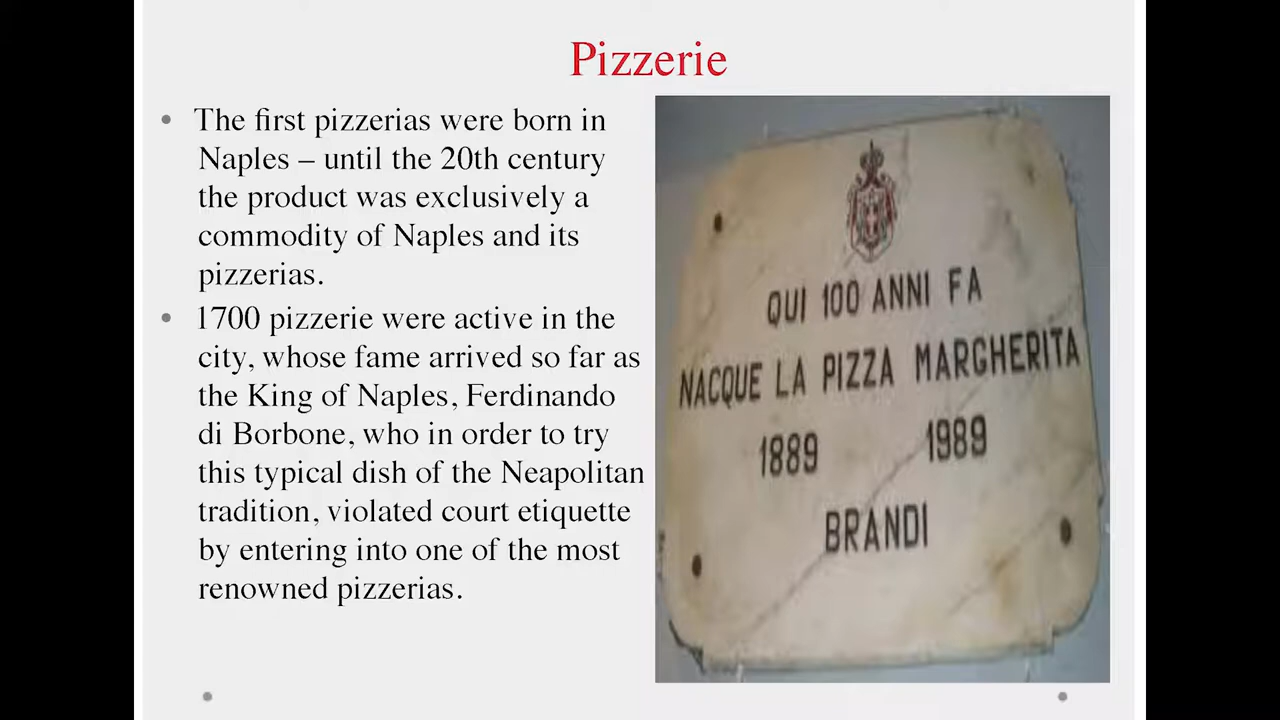 Pizzerie
• The first pizzerias were born in
Naples – until the 20th century
the product was exclusively a
commodity of Naples and its
pizzerias.
• 1700 pizzerie were active in the
city, whose fame arrived so far as
the King of Naples, Ferdinando
di Borbone, who in order to try
this typical dish of the Neapolitan
tradition, violated court etiquette
by entering into one of the most
renowned pizzerias.
QUI 100 ANNI FA
NACQUE LA PIZZA MARGHERITA
1889 1989
BRANDI